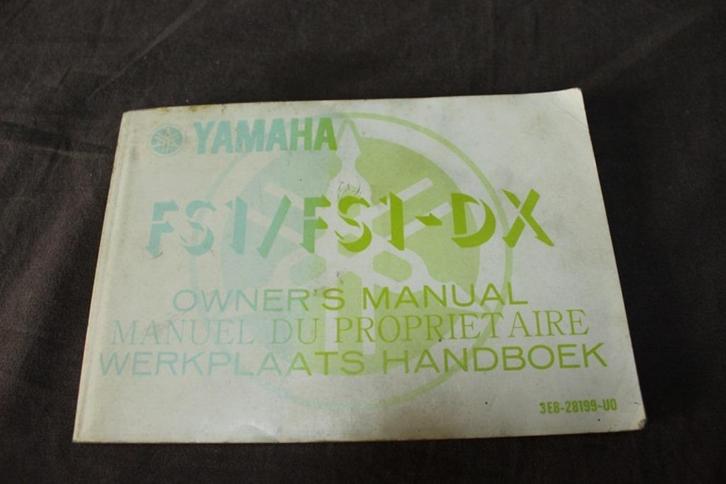 YAMAHA
FS1/FS1-DX
OWNER'S MANUAL
MANUEL DU PROPRIETAIRE
WERKPLAATS HANDBOEK
3E8-28199-U0